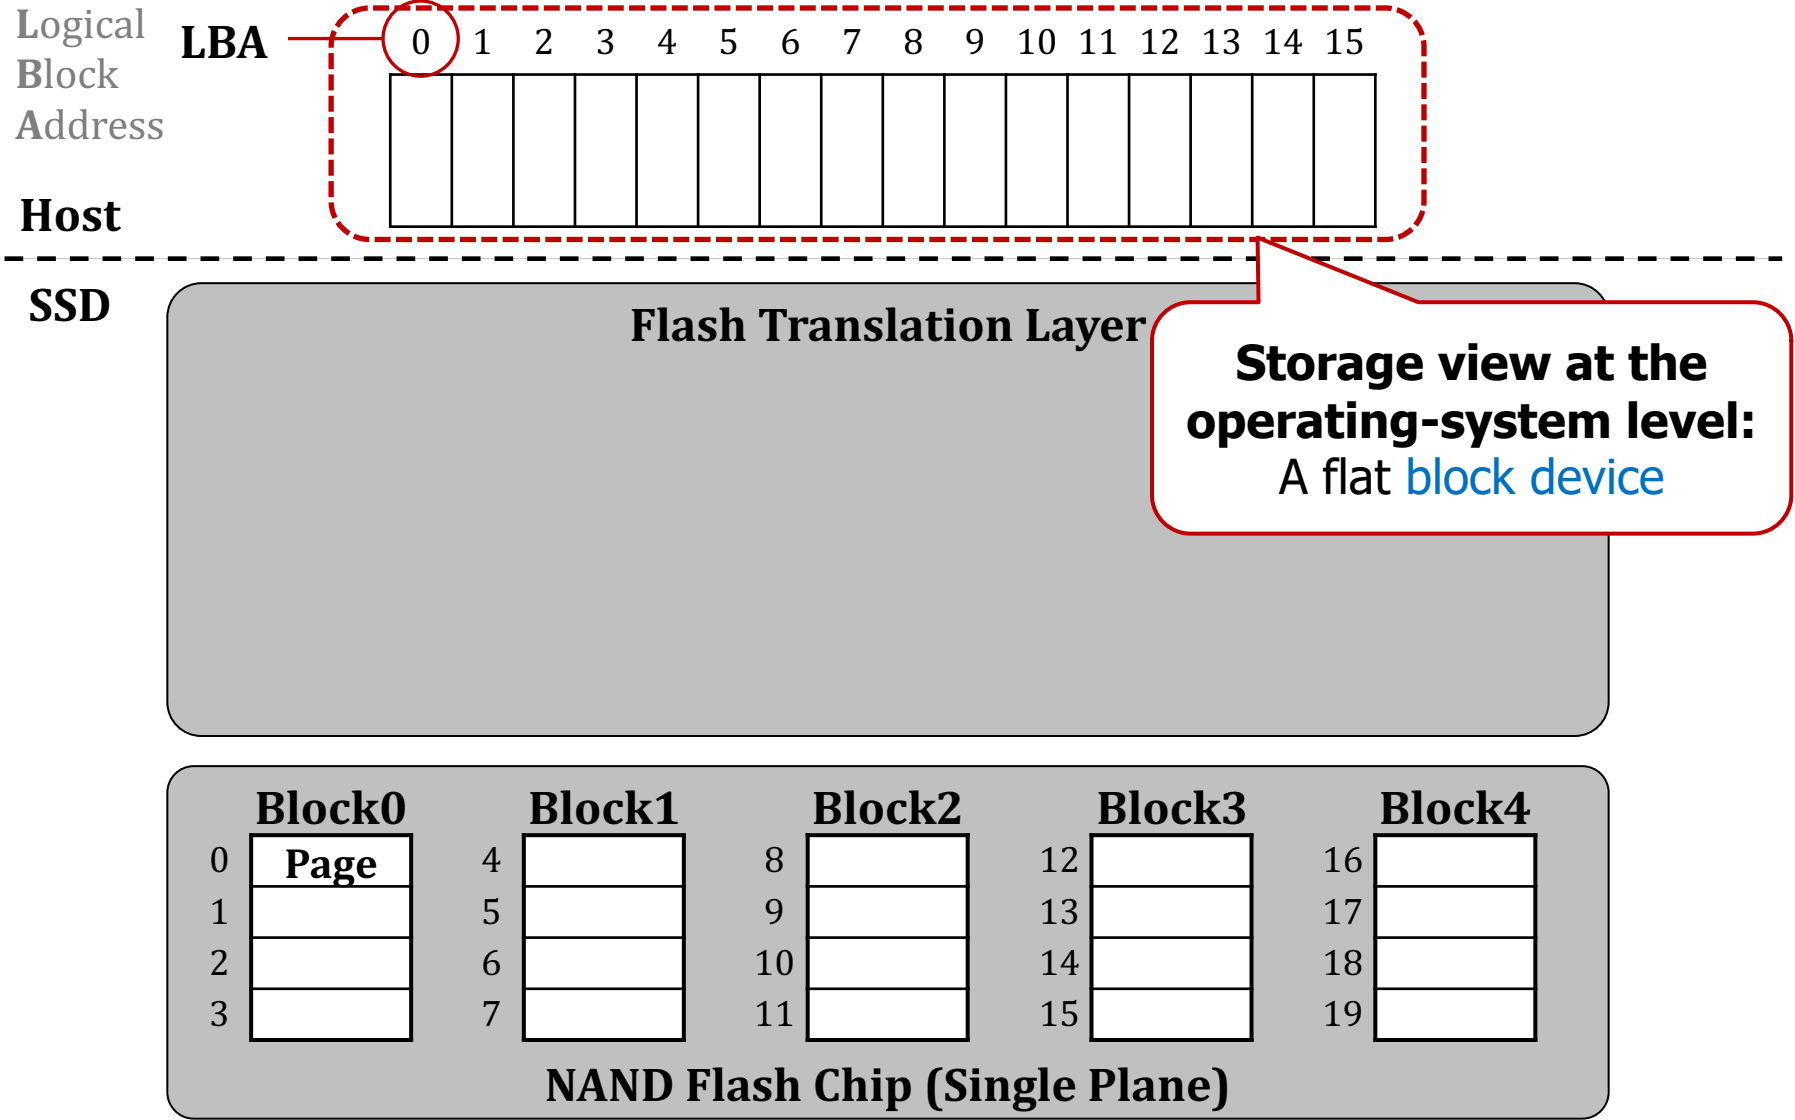 Logical
Block
Address
LBA
0 1 2 3 4 5 6 7 8 9 10 11 12 13 14 15
Host
SSD
Flash Translation Layer
Storage view at the
operating-system level:
A flat block device
Block0 Block1 Block2 Block3 Block4
0 Page 4 8 12 16
1 5 9 13 17
2 6 10 14 18
3 7 11 15 19
NAND Flash Chip (Single Plane)